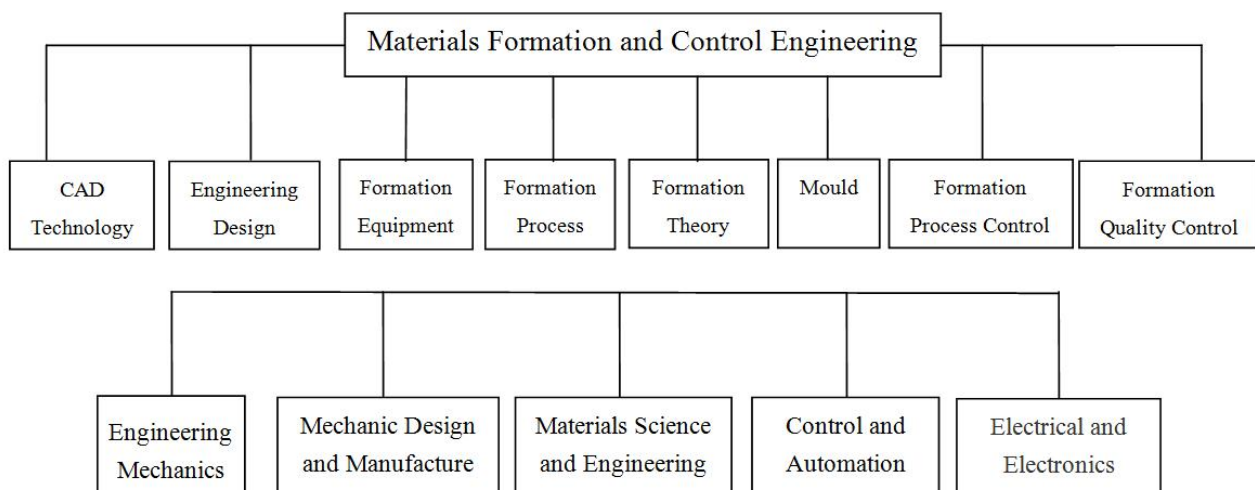 Materials Formation and Control Engineering
CAD
Technology
Engineering
Design
Formation
Equipment
Formation
Process
Formation
Theory
Mould
Formation
Process Control
Formation
Quality Control
Engineering
Mechanics
Mechanic Design
and Manufacture
Materials Science
and Engineering
Control and
Automation
Electrical and
Electronics